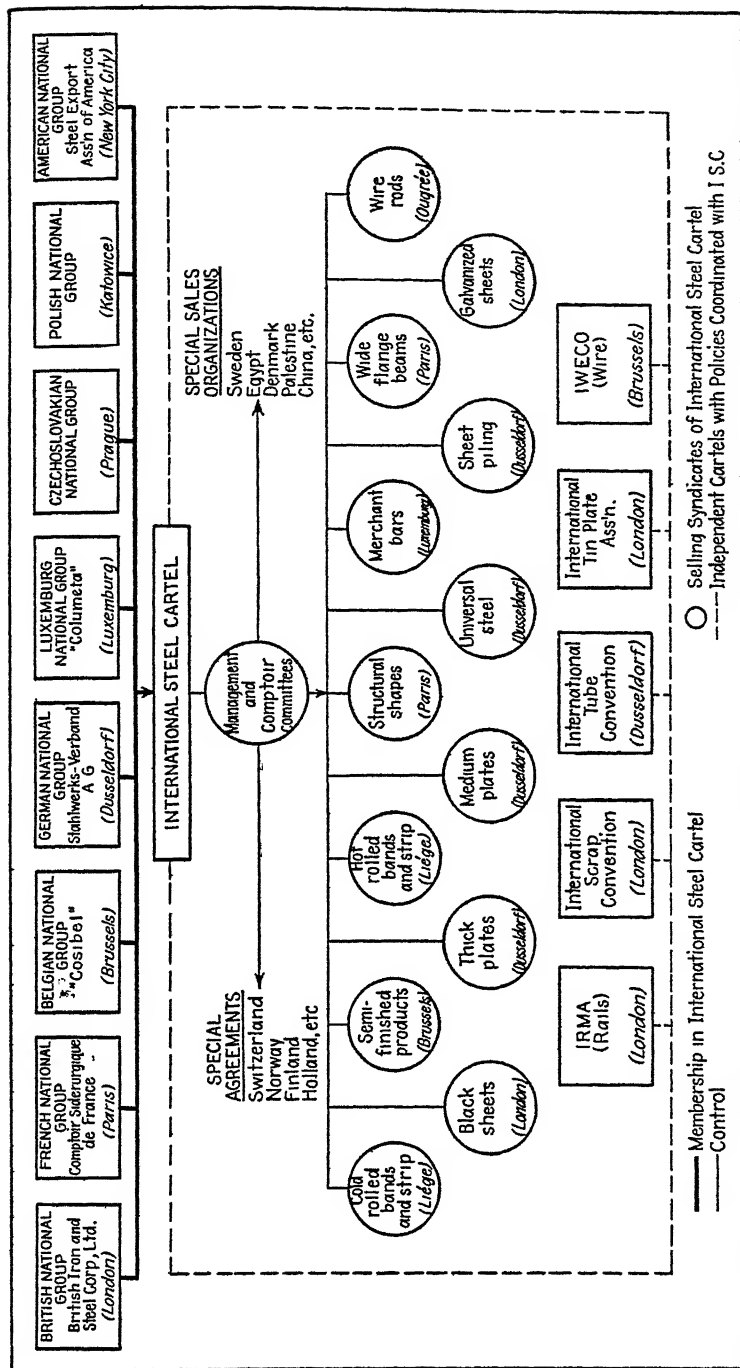 BRITISH NATIONAL
GROUP
British Iron and
Steel Corp, Ltd.
(London)
FRENCH NATIONAL
GROUP
Comptoir Siderurgique
de France
(Paris)
BELGIAN NATIONAL
GROUP
"Cosibel"
(Brussels)
GERMAN NATIONAL
GROUP
Stahlwerks-Verband
A G
(Dusseldorf)
LUXEMBURG
NATIONAL GROUP
"Columeta"
(Luxemburg)
CZECHOSLOVAKIAN
NATIONAL GROUP
(Prague)
POLISH NATIONAL
GROUP
(Katowice)
AMERICAN NATIONAL
GROUP
Steel Export
Ass'n of America
(New York City)
INTERNATIONAL STEEL CARTEL
Management
and
Comptoir
committees
SPECIAL
AGREEMENTS
Switzerland
Norway
Finland
Holland, etc
SPECIAL SALES
ORGANIZATIONS
Sweden
Egypt
Denmark
Palestine
China, etc.
Cold
rolled
bands
and strip
(Liége)
Black sheets
(London)
Semi-
finished
products
(Brussels)
Thick
plates
(Dusseldorf)
Hot
rolled bands
and strip
(Liége)
Medium
plates
(Dusseldorf)
Structural
shapes
(Paris)
Universal
steel
(Dusseldorf)
Merchant
bars
(Luxemburg)
Sheet
piling
(Dusseldorf)
Wide
flange
beams
(Paris)
Galvanized
sheets
(London)
Wire
rods
(Ougrée)
IRMA
(Rails)
(London)
International
Scrap
Convention
(London)
International
Tube
Convention
(Dusseldorf)
International
Tin Plate
Ass'n.
(London)
IWECO
(Wire)
(Brussels)
Membership in International Steel Cartel
Control
Selling Syndicates of International Steel Cartel
Independent Cartels with Policies Coordinated with I S.C